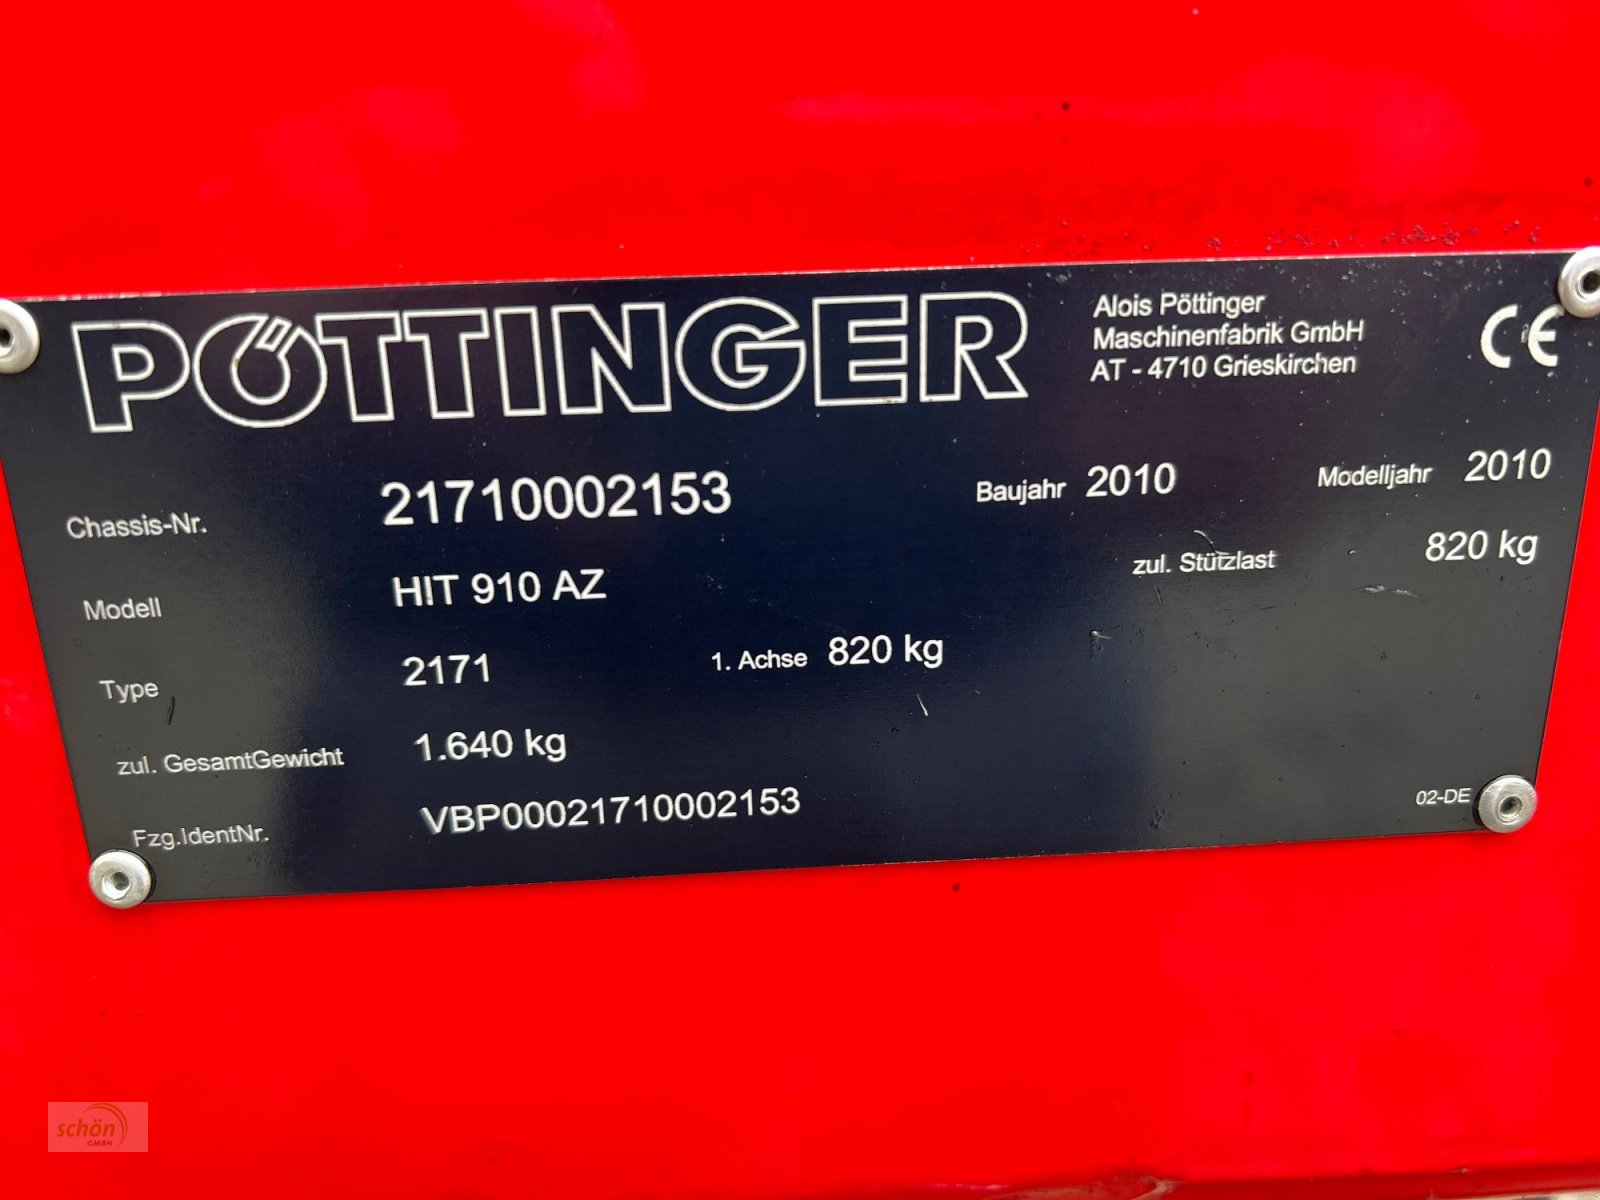 PÖTTINGER
Alois Pöttinger
Maschinenfabrik GmbH
AT - 4710 Grieskirchen
CE
Chassis-Nr. 21710002153 Baujahr 2010 Modelljahr 2010
Modell HIT 910 AZ zul. Stützlast 820 kg
Type 2171 1. Achse 820 kg
zul. GesamtGewicht 1.640 kg
Fzg.IdentNr. VBP00021710002153
02-DE
schön
GMBH